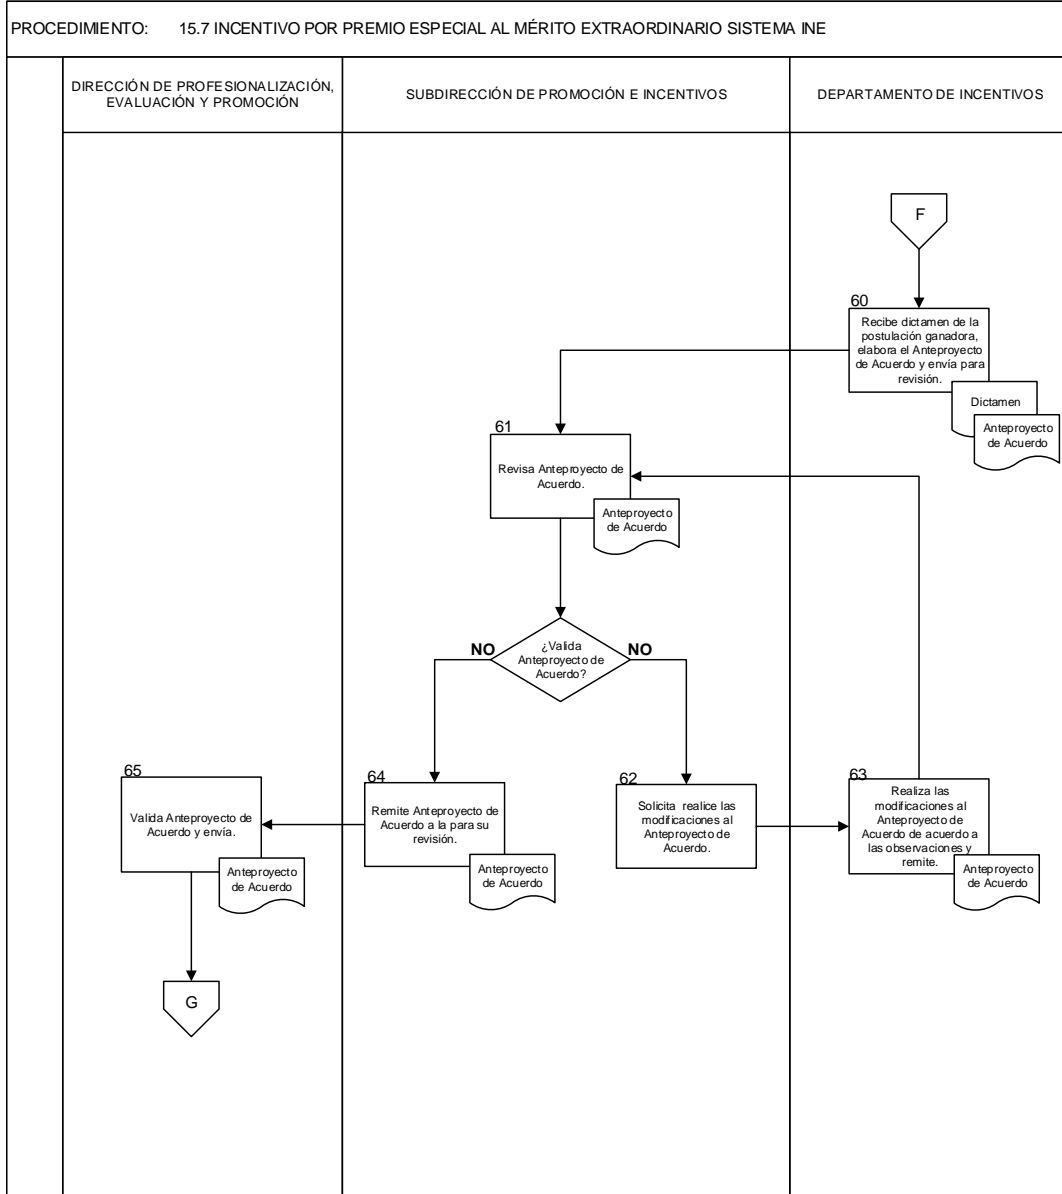 PROCEDIMIENTO: 15.7 INCENTIVO POR PREMIO ESPECIAL AL MÉRITO EXTRAORDINARIO SISTEMA INE
DIRECCIÓN DE PROFESIONALIZACIÓN,
EVALUACIÓN Y PROMOCIÓN
SUBDIRECCIÓN DE PROMOCIÓN E INCENTIVOS
DEPARTAMENTO DE INCENTIVOS
F
60
Recibe dictamen de la
postulación ganadora,
elabora el Anteproyecto
de Acuerdo y envía para
revisión.
Dictamen
Anteproyecto
de Acuerdo
61
Revisa Anteproyecto de
Acuerdo.
Anteproyecto
de Acuerdo
¿Valida
Anteproyecto de
Acuerdo?
NO
NO
65
Valida Anteproyecto de
Acuerdo y envía.
Anteproyecto
de Acuerdo
64
Remite Anteproyecto de
Acuerdo a la para su
revisión.
Anteproyecto
de Acuerdo
62
Solicita realice las
modificaciones al
Anteproyecto de
Acuerdo.
63
Realiza las
modificaciones al
Anteproyecto de
Acuerdo de acuerdo a
las observaciones y
remite.
Anteproyecto
de Acuerdo
G